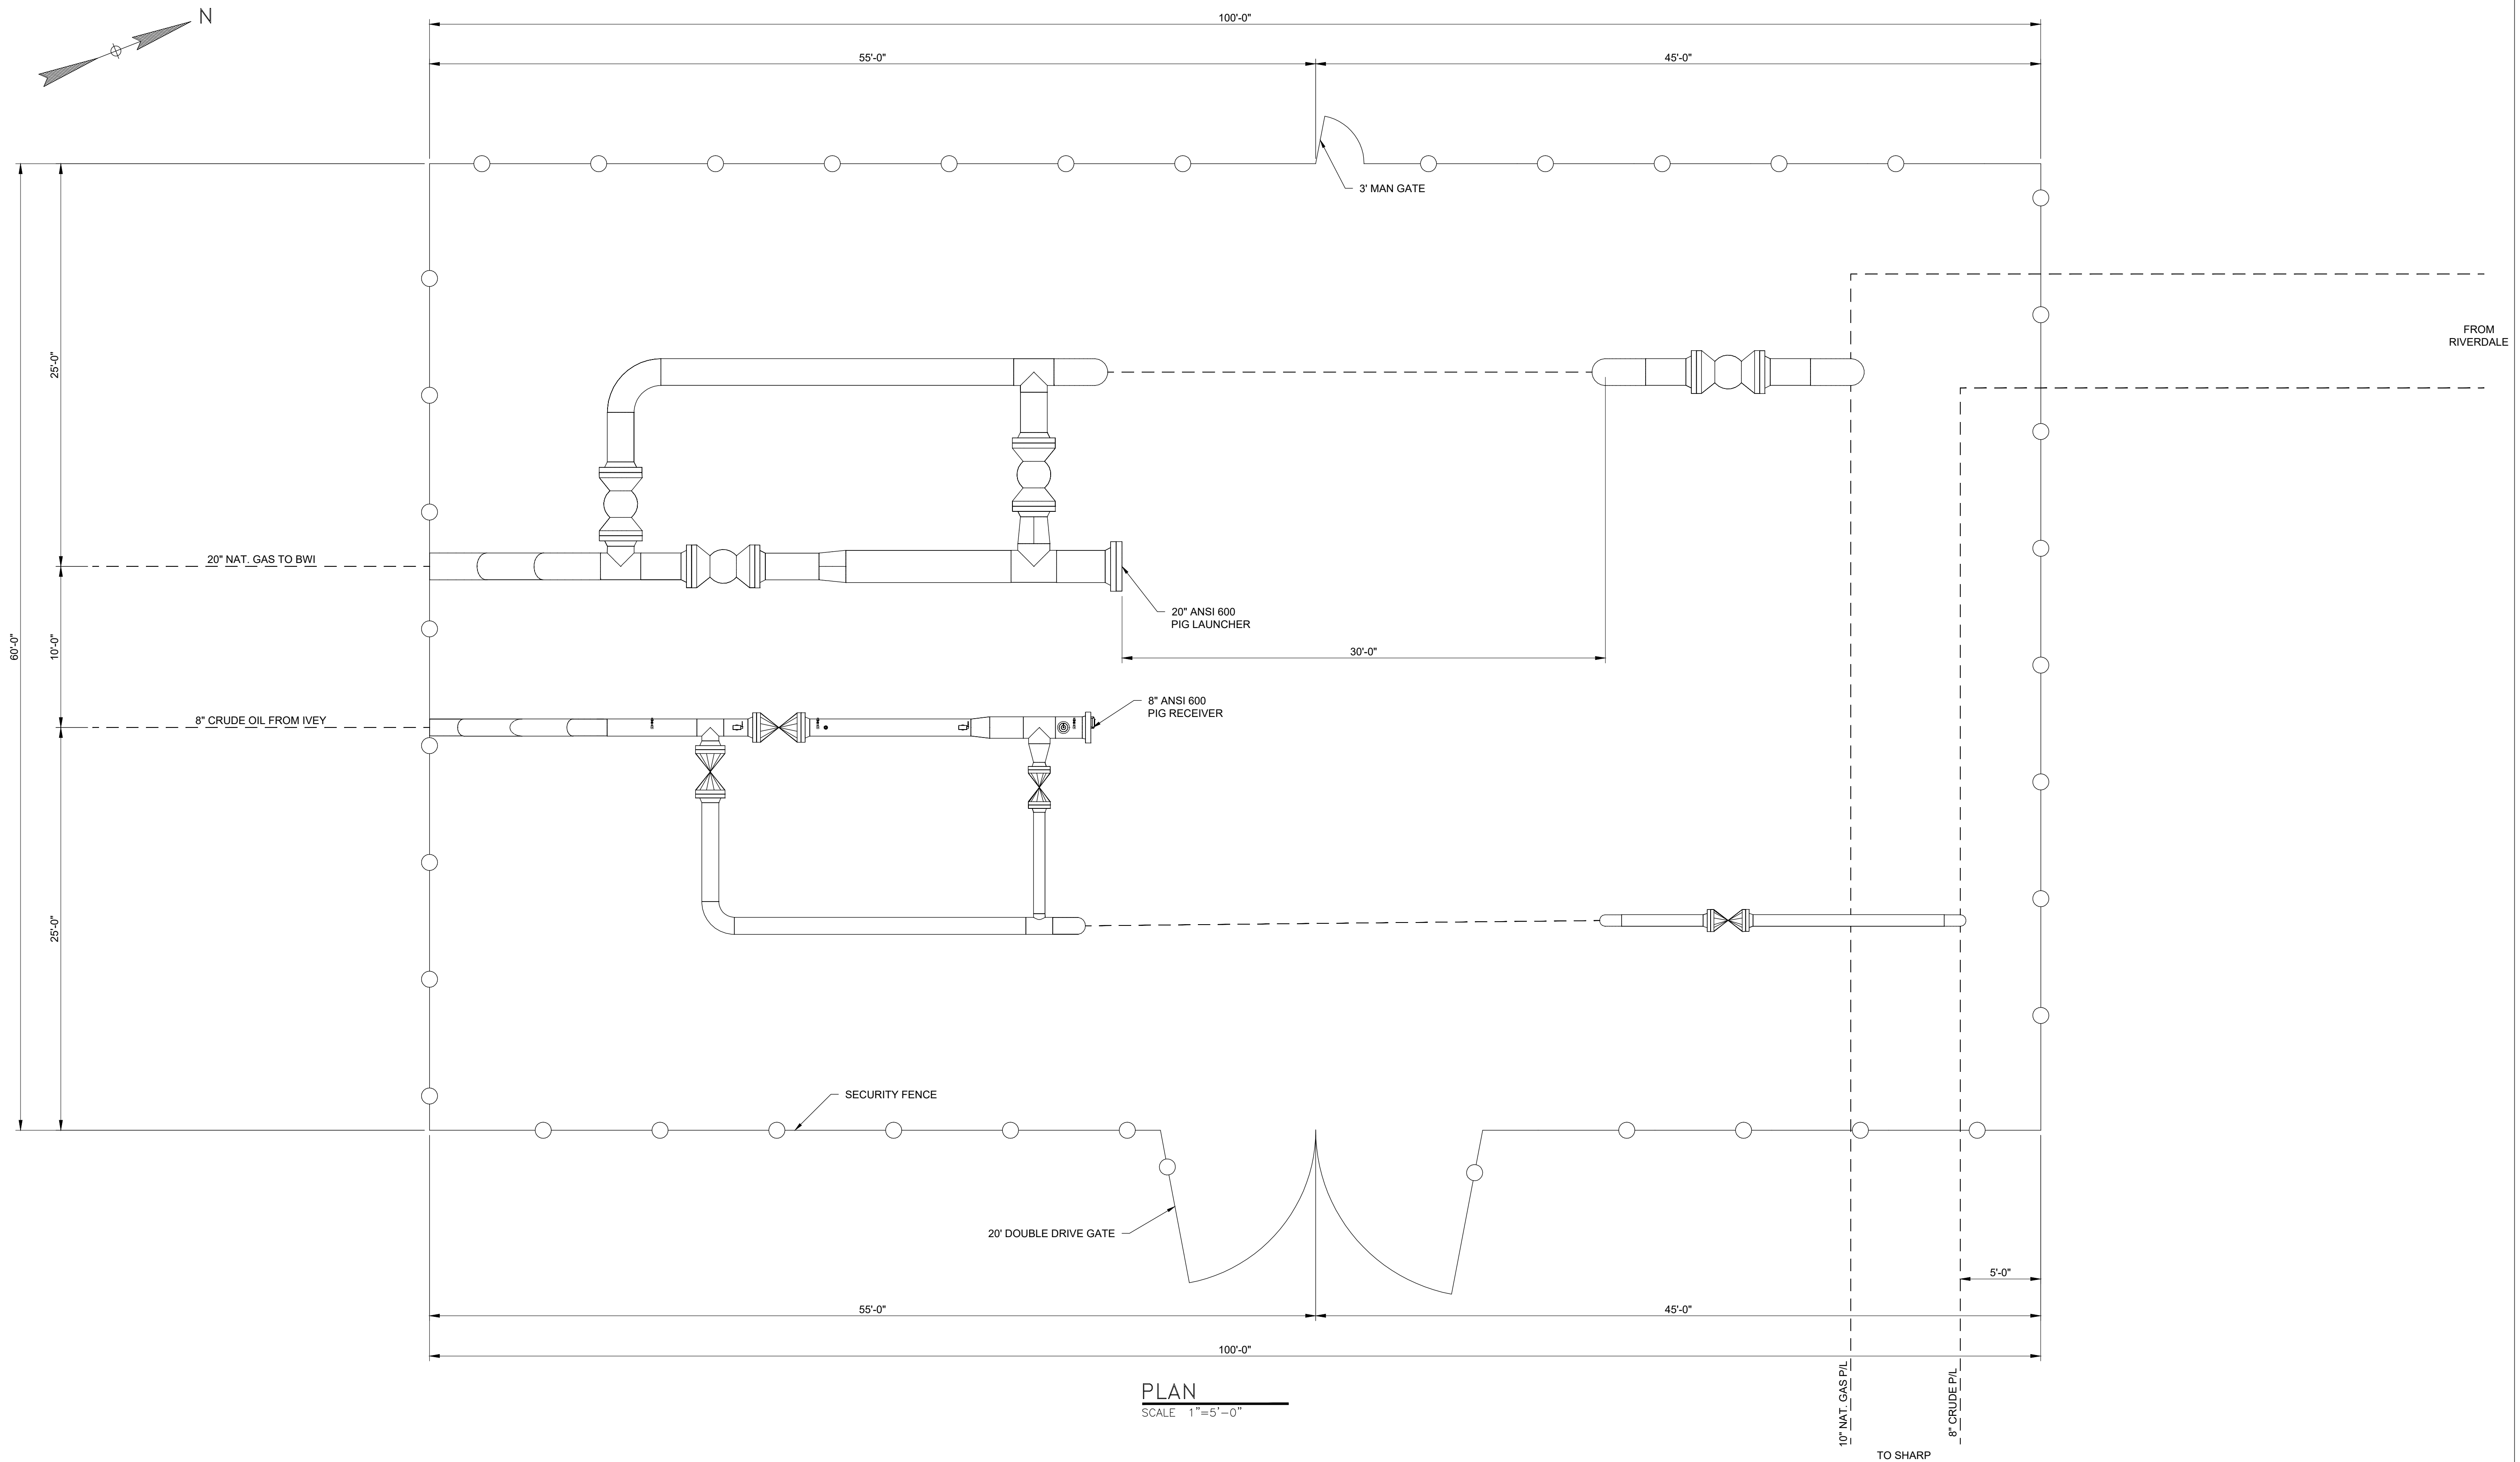 N
100'-0"
55'-0"
45'-0"
3' MAN GATE
FROM
RIVERDALE
25'-0"
20" NAT. GAS TO BWI
20" ANSI 600
PIG LAUNCHER
60'-0"
10'-0"
30'-0"
8" CRUDE OIL FROM IVEY
8" ANSI 600
PIG RECEIVER
25'-0"
SECURITY FENCE
20' DOUBLE DRIVE GATE
5'-0"
55'-0"
45'-0"
100'-0"
10" NAT. GAS P/L
8" CRUDE P/L
PLAN
SCALE 1"=5'-0"
TO SHARP